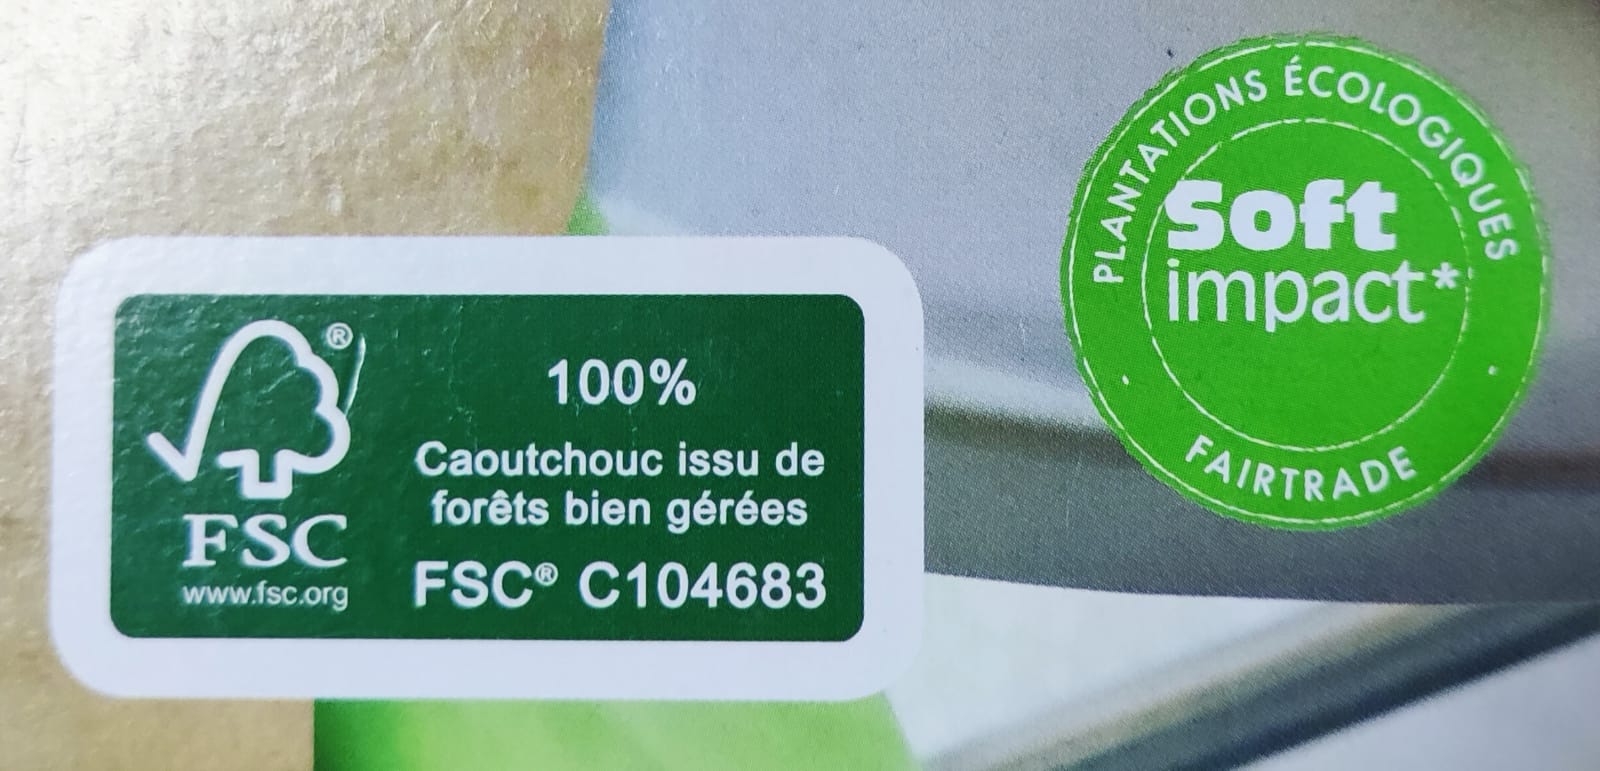 ®
100%
Caoutchouc issu de
forêts bien gérées
FSC
www.fsc.org
FSC® C104683
PLANTATIONS ÉCOLOGIQUES
Soft
impact*
FAIRTRADE